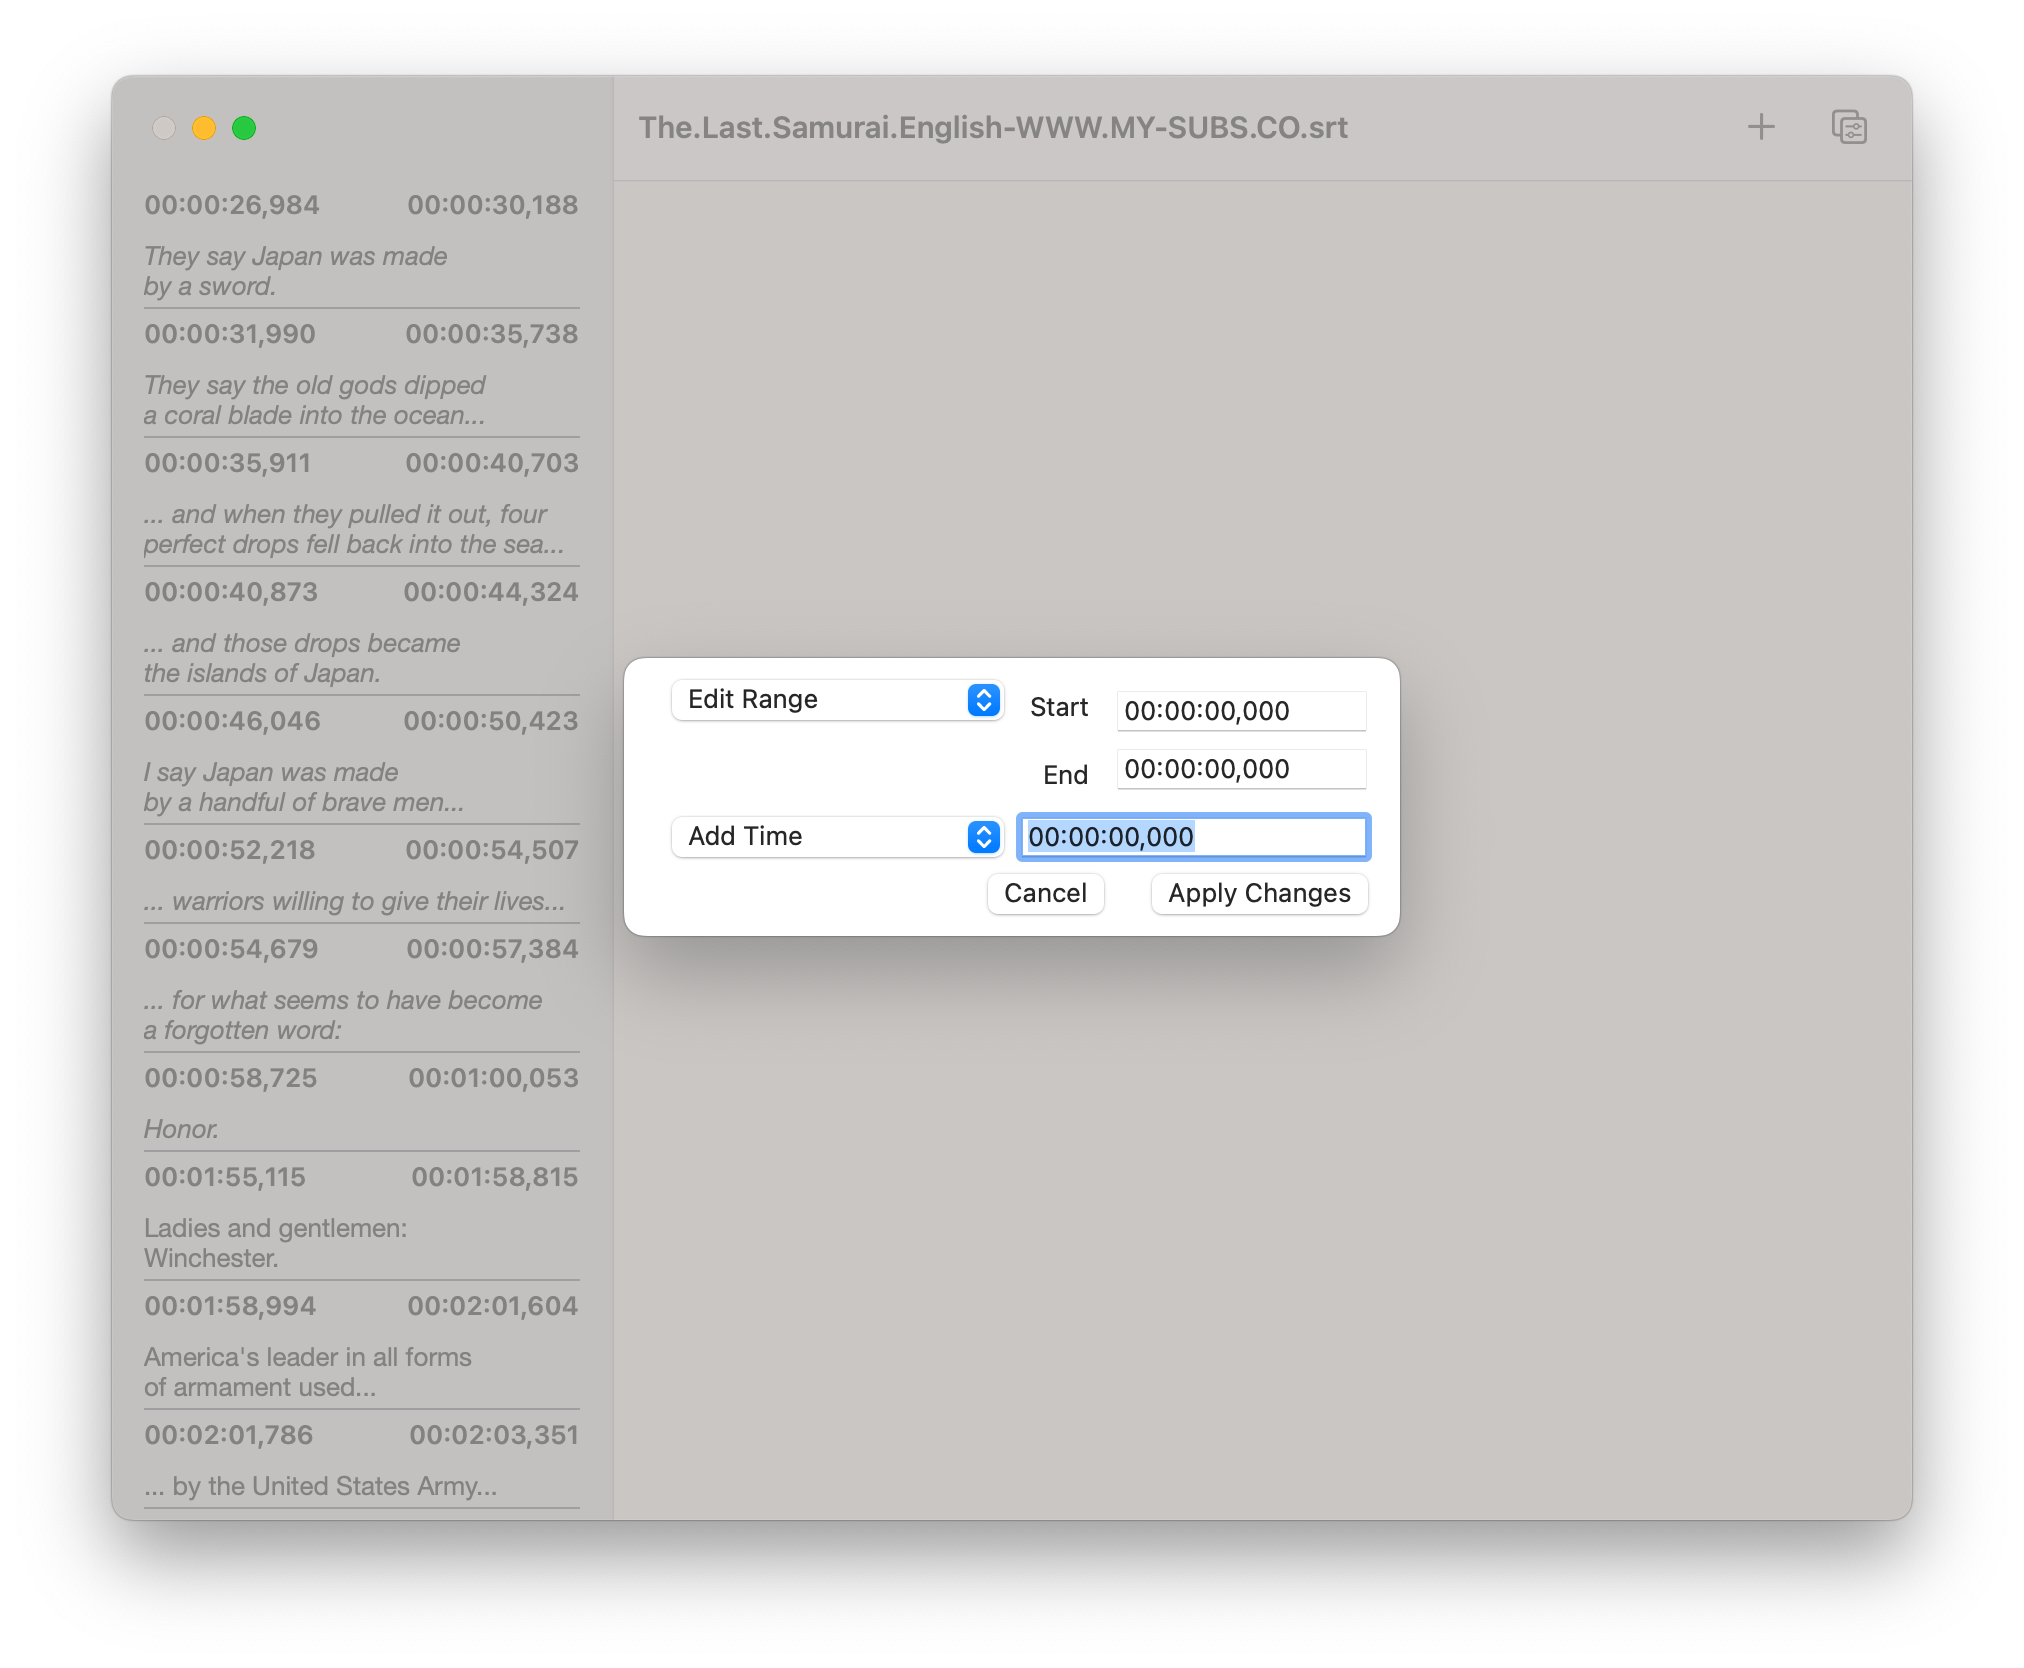 The.Last.Samurai.English-WWW.MY-SUBS.CO.srt
00:00:26,984 00:00:30,188
They say Japan was made
by a sword.
00:00:31,990 00:00:35,738
They say the old gods dipped
a coral blade into the ocean...
00:00:35,911 00:00:40,703
... and when they pulled it out, four
perfect drops fell back into the sea...
00:00:40,873 00:00:44,324
... and those drops became
the islands of Japan.
00:00:46,046 00:00:50,423
I say Japan was made
by a handful of brave men...
00:00:52,218 00:00:54,507
... warriors willing to give their lives...
00:00:54,679 00:00:57,384
... for what seems to have become
a forgotten word:
00:00:58,725 00:01:00,053
Honor.
00:01:55,115 00:01:58,815
Ladies and gentlemen:
Winchester.
00:01:58,994 00:02:01,604
America's leader in all forms
of armament used...
00:02:01,786 00:02:03,351
... by the United States Army...
Edit Range Start 00:00:00,000
End 00:00:00,000
Add Time 00:00:00,000
Cancel Apply Changes